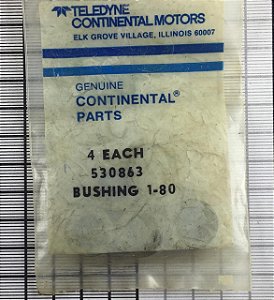 TELEDYNE
CONTINENTAL MOTORS
ELK GROVE VILLAGE, ILLINOIS 60007
GENUINE
CONTINENTAL®
PARTS
4 EACH
530863
BUSHING 1-80